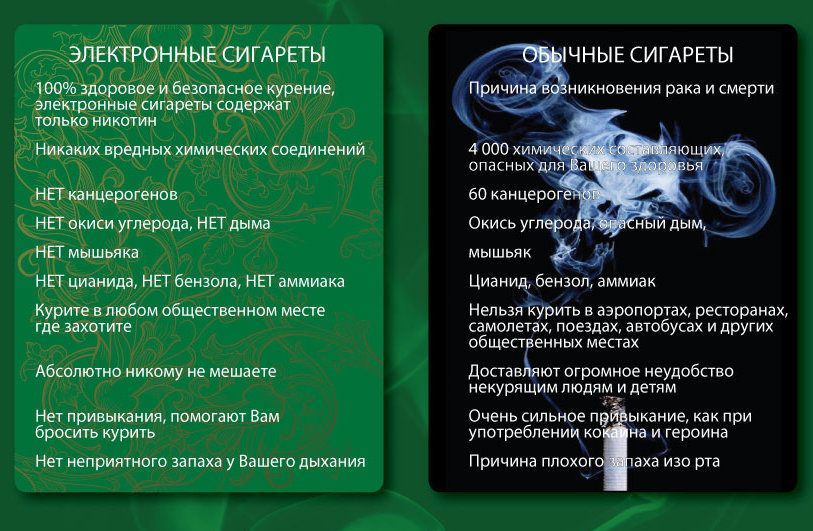 ЭЛЕКТРОННЫЕ СИГАРЕТЫ
100% здоровое и безопасное курение,
электронные сигареты содержат
только никотин
Никаких вредных химических соединений
НЕТ канцерогенов
НЕТ окиси углерода, НЕТ дыма
НЕТ мышьяка
НЕТ цианида, НЕТ бензола, НЕТ аммиака
Курите в любом общественном месте
где захотите
Абсолютно никому не мешаете
Нет привыкания, помогают Вам
бросить курить
Нет неприятного запаха у Вашего дыхания
ОБЫЧНЫЕ СИГАРЕТЫ
Причина возникновения рака и смерти
4 000 химических составляющих,
опасных для Вашего здоровья
60 канцерогенов
Окись углерода, опасный дым,
мышьяк
Цианид, бензол, аммиак
Нельзя курить в аэропортах, ресторанах,
самолетах, поездах, автобусах и других
общественных местах
Доставляют огромное неудобство
некурящим людям и детям
Очень сильное привыкание, как при
употреблении кокаина и героина
Причина плохого запаха изо рта